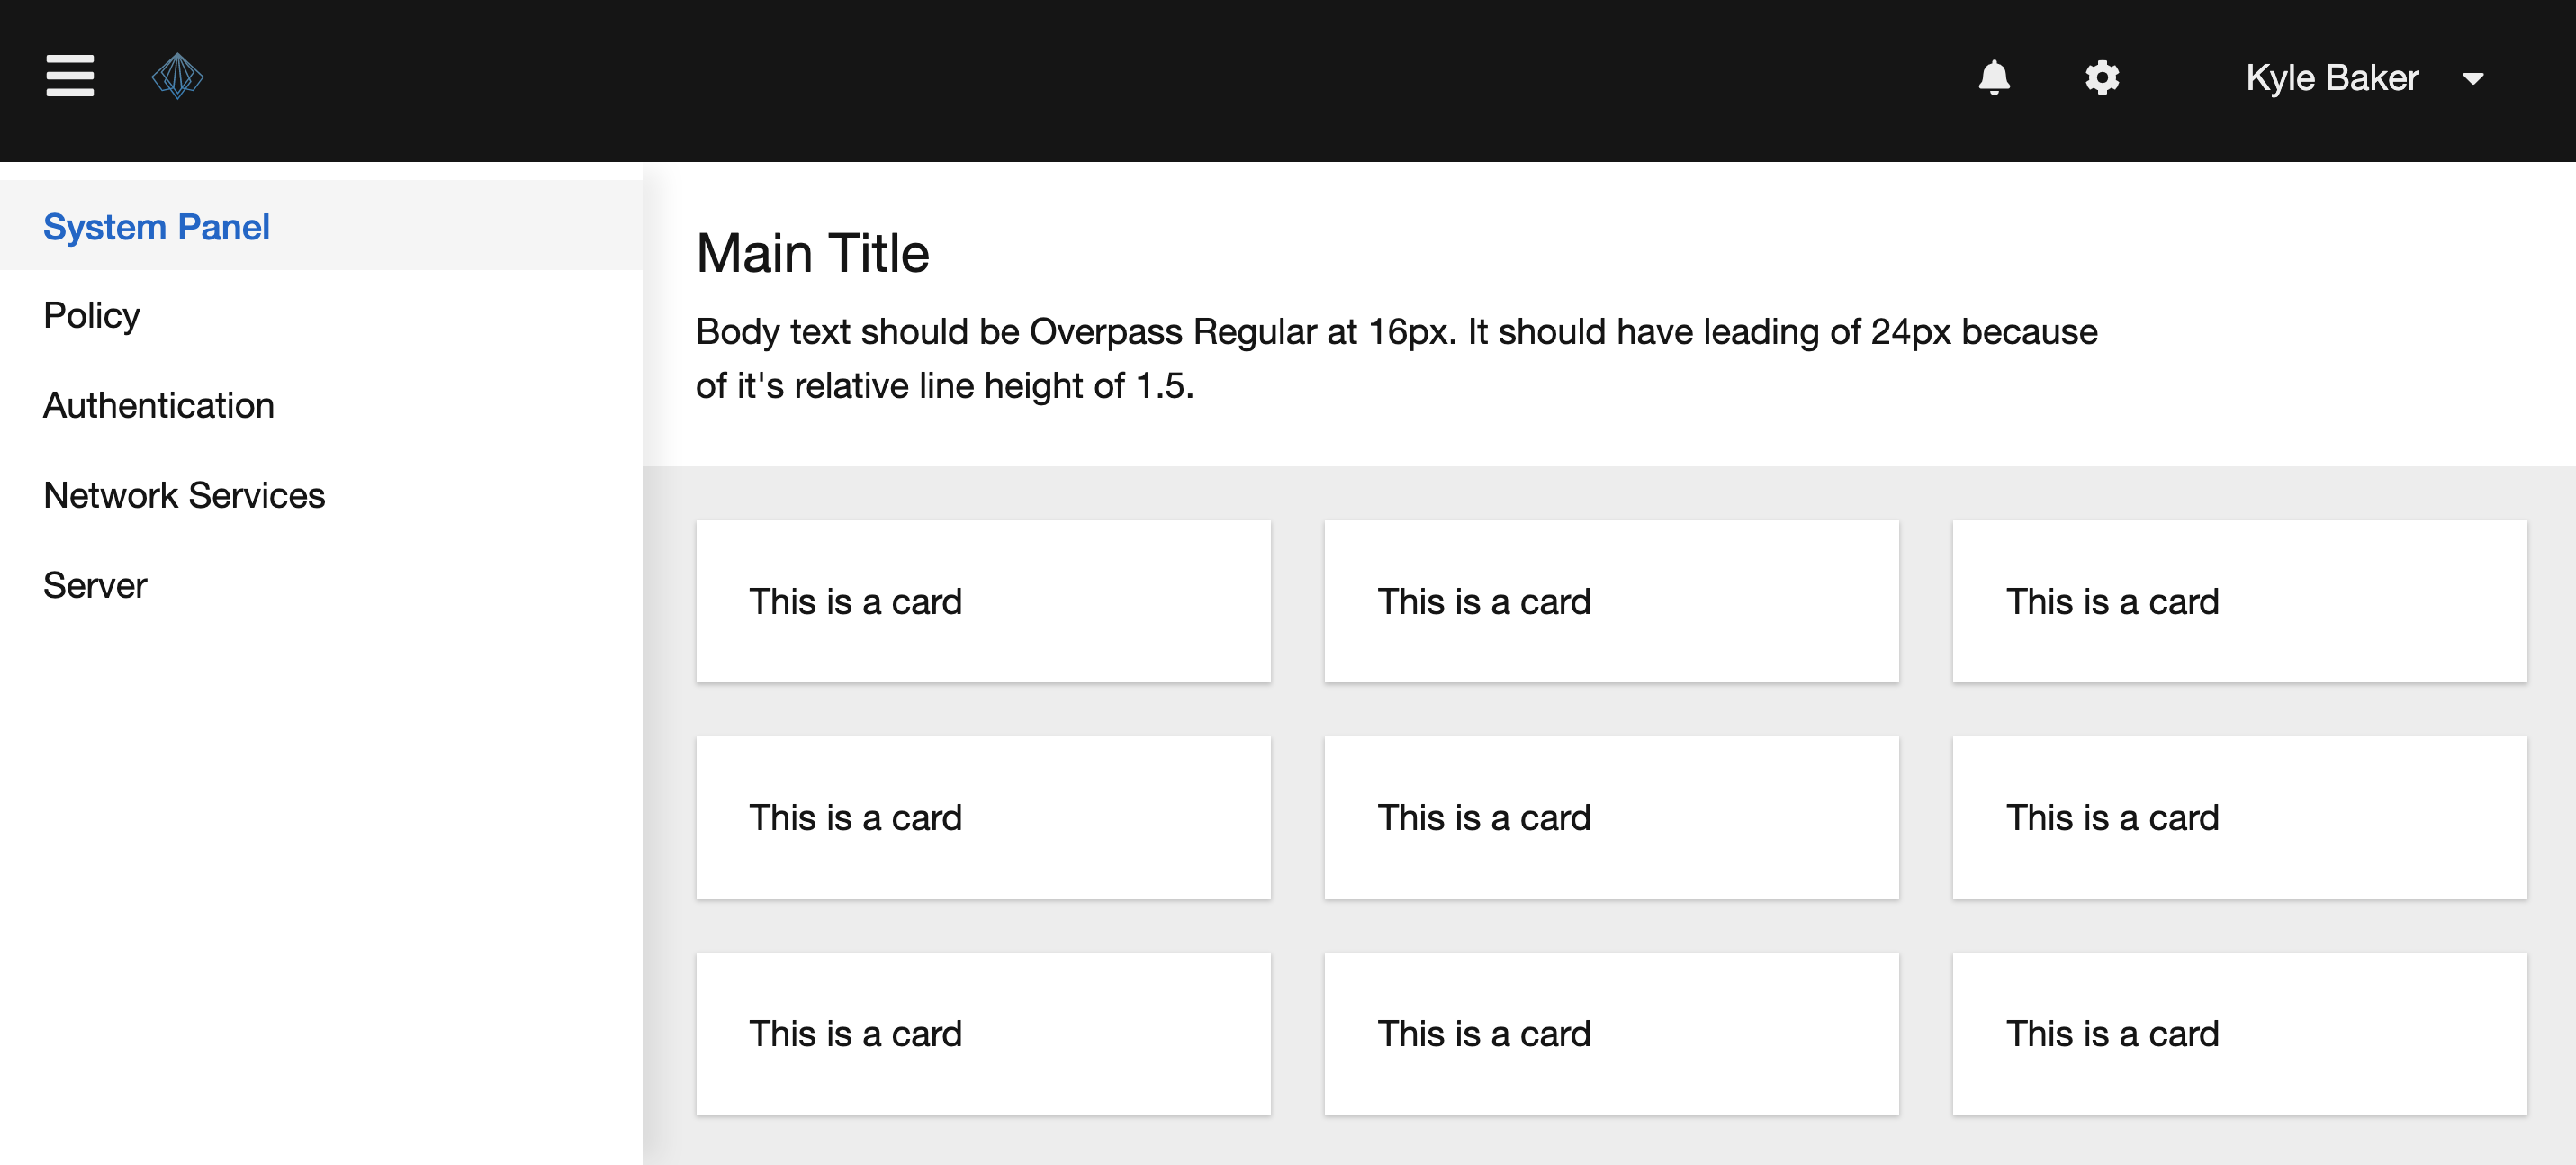 Kyle Baker
System Panel
Policy
Authentication
Network Services
Server
Main Title
Body text should be Overpass Regular at 16px. It should have leading of 24px because
of it's relative line height of 1.5.
This is a card
This is a card
This is a card
This is a card
This is a card
This is a card
This is a card
This is a card
This is a card